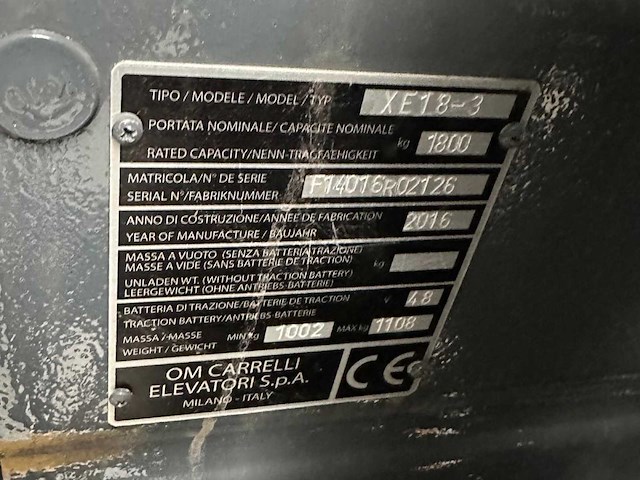 TIPO / MODELE / MODEL / TYP XE18-3
PORTATA NOMINALE/ CAPACITE NOMINALE
RATED CAPACITY/NENN-TRAGFAEHIGKEIT kg 1800
MATRICOLA/N° DE SERIE
SERIAL N°/FABRIKNUMMER F14016R02126
ANNO DI COSTRUZIONE/ANNEE DE FABRICATION
YEAR OF MANUFACTURE / BAUJAHR 2016
MASSA A VUOTO (SENZA BATTERIA TRAZIONE)
MASSE A VIDE (SANS BATTERIE DE TRACTION) kg
UNLADEN WT. (WITHOUT TRACTION BATTERY)
LEERGEWICHT (OHNE ANTRIEBS-BATTERIE)
BATTERIA DI TRAZIONE/BATTERIE DE TRACTION V 48
TRACTION BATTERY/ANTRIEBS-BATTERIE
MASSA /-MASSE MIN kg 1002 MAX kg 1108
WEIGHT / GEWICHT
OM CARRELLI
ELEVATORI S.p.A.
MILANO - ITALY
CE